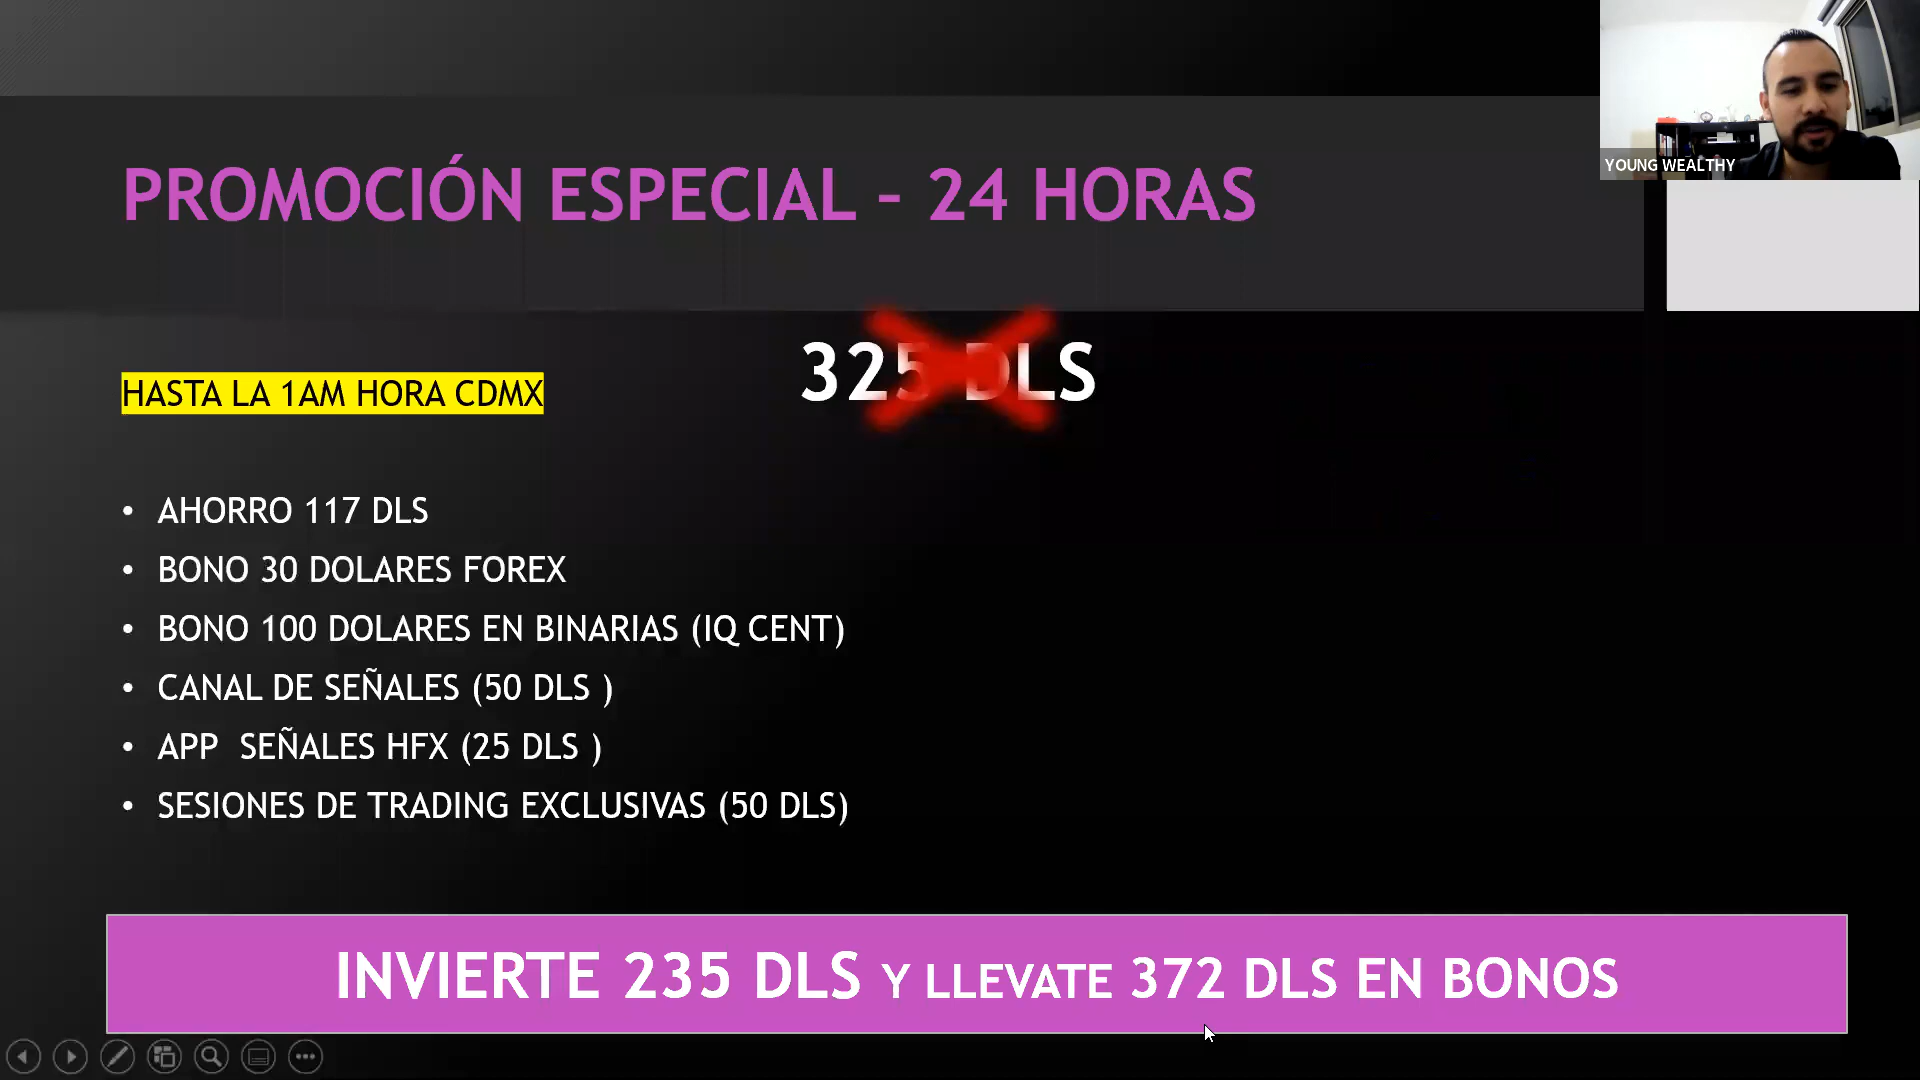 YOUNG WEALTHY
PROMOCIÓN ESPECIAL – 24 HORAS
325 DLS
HASTA LA 1AM HORA CDMX
• AHORRO 117 DLS
• BONO 30 DOLARES FOREX
• BONO 100 DOLARES EN BINARIAS (IQ CENT)
• CANAL DE SEÑALES (50 DLS )
• APP  SEÑALES HFX (25 DLS )
• SESIONES DE TRADING EXCLUSIVAS (50 DLS)
INVIERTE 235 DLS Y LLEVATE 372 DLS EN BONOS